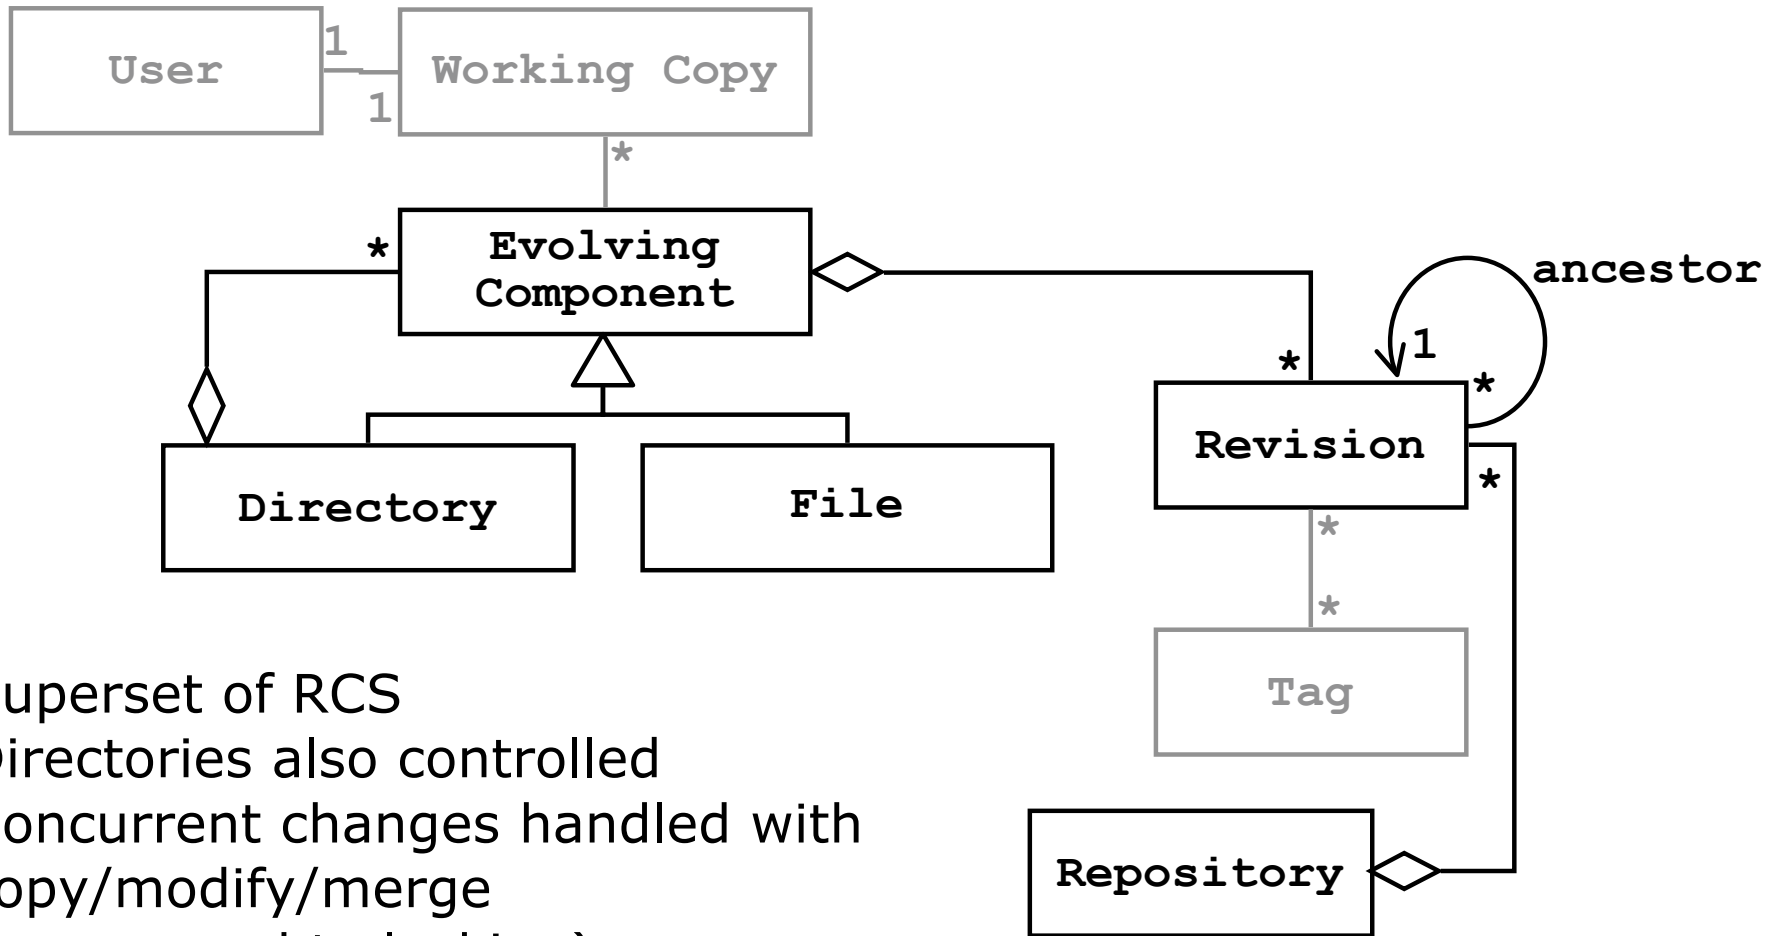 User
1
1
Working Copy
*
*
Evolving
Component
ancestor
1
*
*
Revision
*
Directory
File
*
*
Tag
uperset of RCS
irectories also controlled
oncurrent changes handled with
opy/modify/merge
Repository